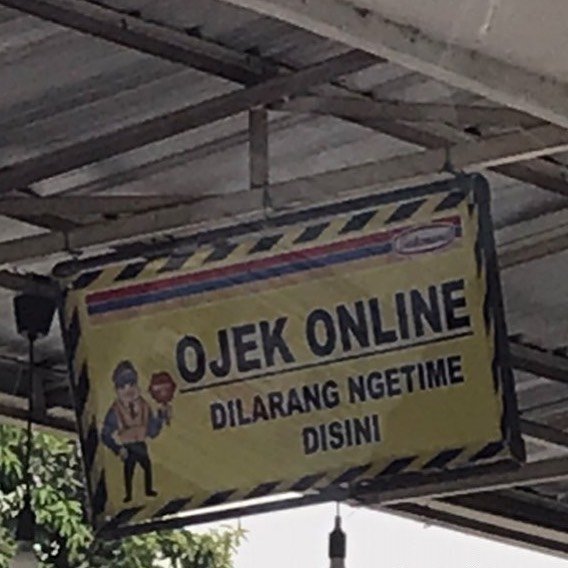 OJEK ONLINE
DILARANG NGETIME
DISINI